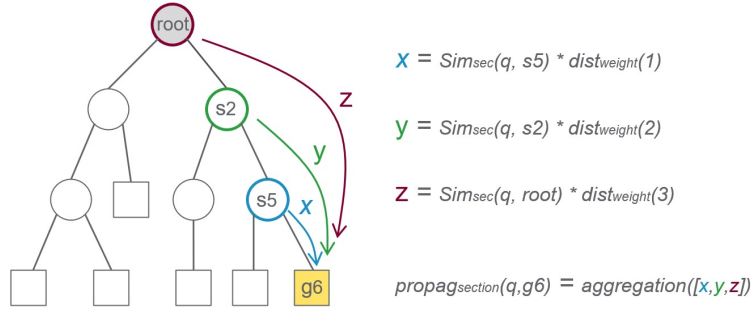 root
z
x = Simsec(q, s5) * distweight(1)
s2
y
y = Simsec(q, s2) * distweight(2)
s5
x
z = Simsec(q, root) * distweight(3)
g6
propagsection(q,g6) = aggregation([x,y,z])